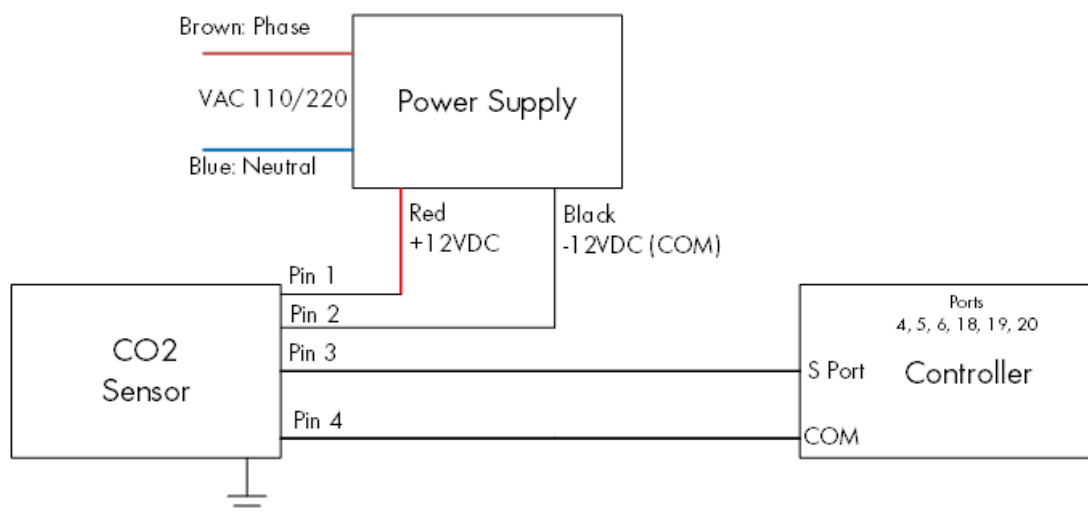 Brown: Phase
VAC 110/220
Blue: Neutral
Power Supply
Red
+12VDC
Black
-12VDC (COM)
Pin 1
Pin 2
Pin 3
Pin 4
CO2
Sensor
Ports
4, 5, 6, 18, 19, 20
S Port
Controller
COM